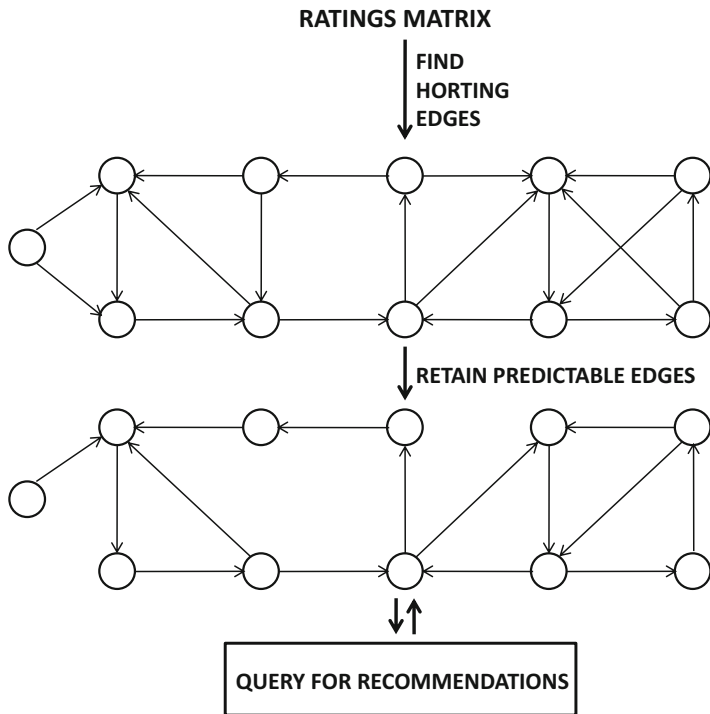 RATINGS MATRIX
FIND
HORTING
EDGES
RETAIN PREDICTABLE EDGES
QUERY FOR RECOMMENDATIONS